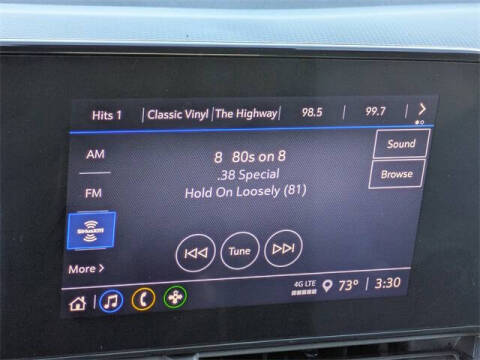 Hits 1 Classic Vinyl The Highway 98.5 99.7 >
AM
FM
SiriusXM
More >
8 80s on 8
.38 Special
Hold On Loosely (81)
Tune
Sound
Browse
4G LTE
73° 3:30